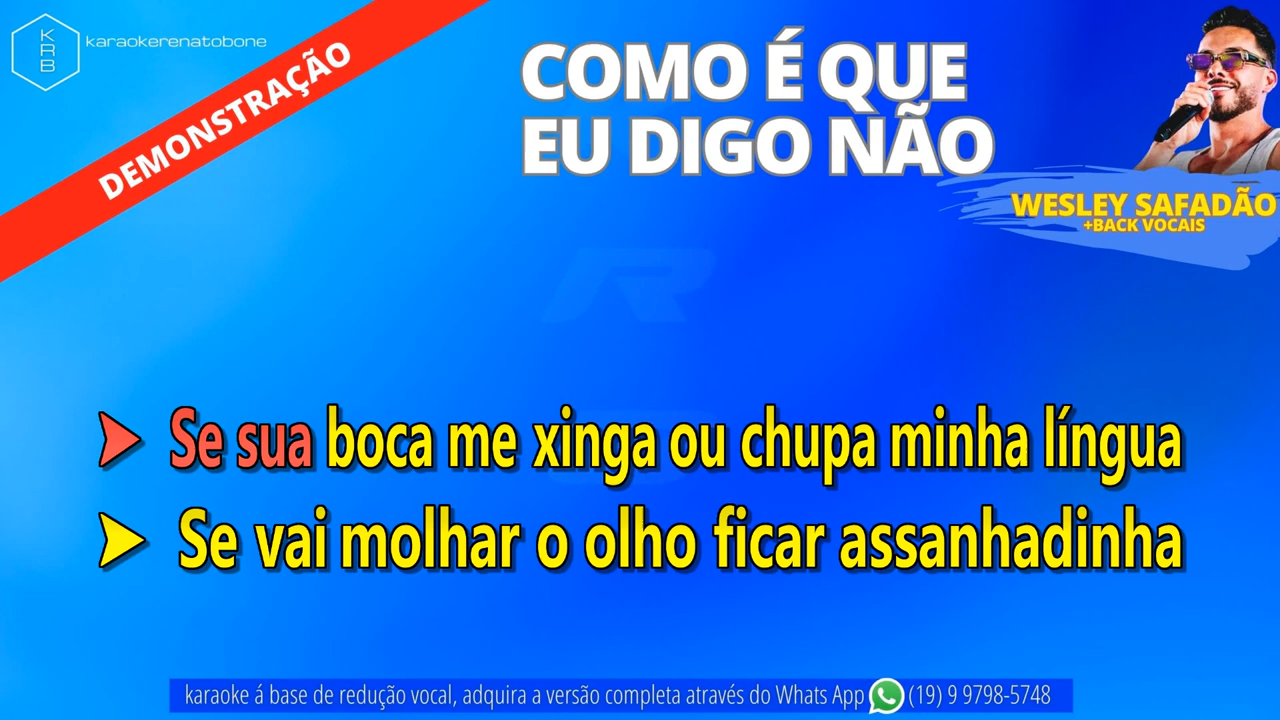 KRB
karaokerenatobone
DEMONSTRAÇÃO
COMO É QUE
EU DIGO NÃO
WESLEY SAFADÃO
+BACK VOCAIS
Se sua boca me xinga ou chupa minha língua
Se vai molhar o olho ficar assanhadinha
karaoke á base de redução vocal, adquira a versão completa através do Whats App (19) 9 9798-5748